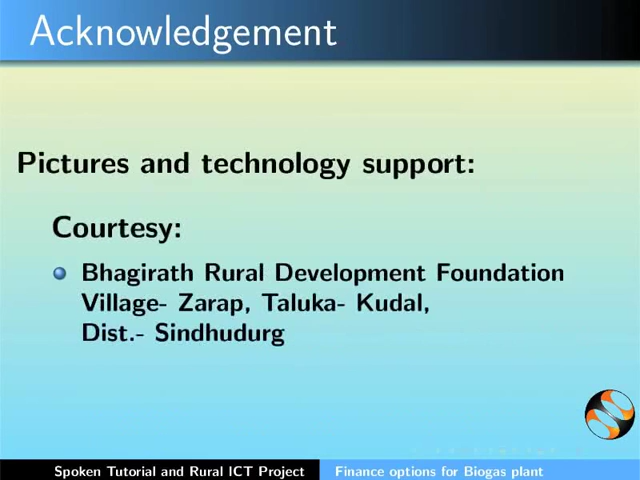 Acknowledgement
Pictures and technology support:
Courtesy:
Bhagirath Rural Development Foundation
Village- Zarap, Taluka- Kudal,
Dist.- Sindhudurg
Spoken Tutorial and Rural ICT Project
Finance options for Biogas plant